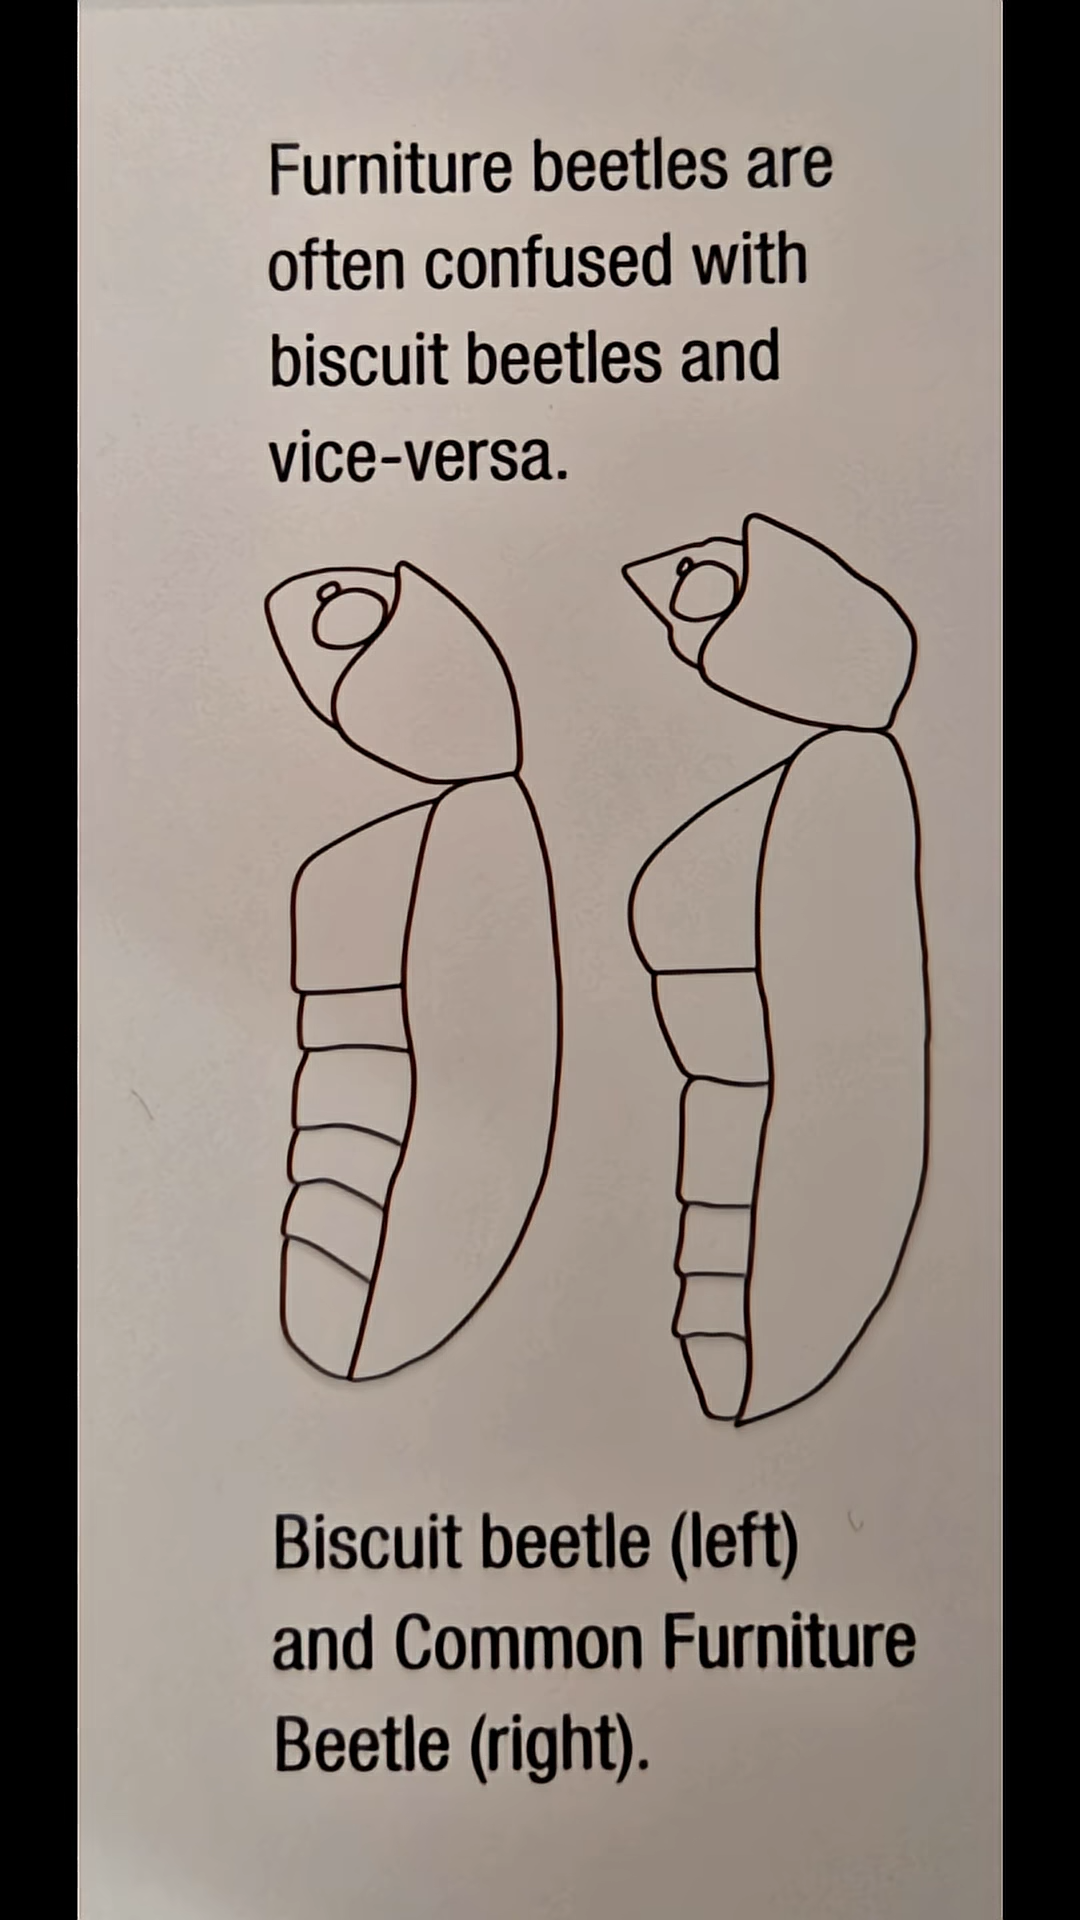 Furniture beetles are
often confused with
biscuit beetles and
vice-versa.
Biscuit beetle (left)
and Common Furniture
Beetle (right).